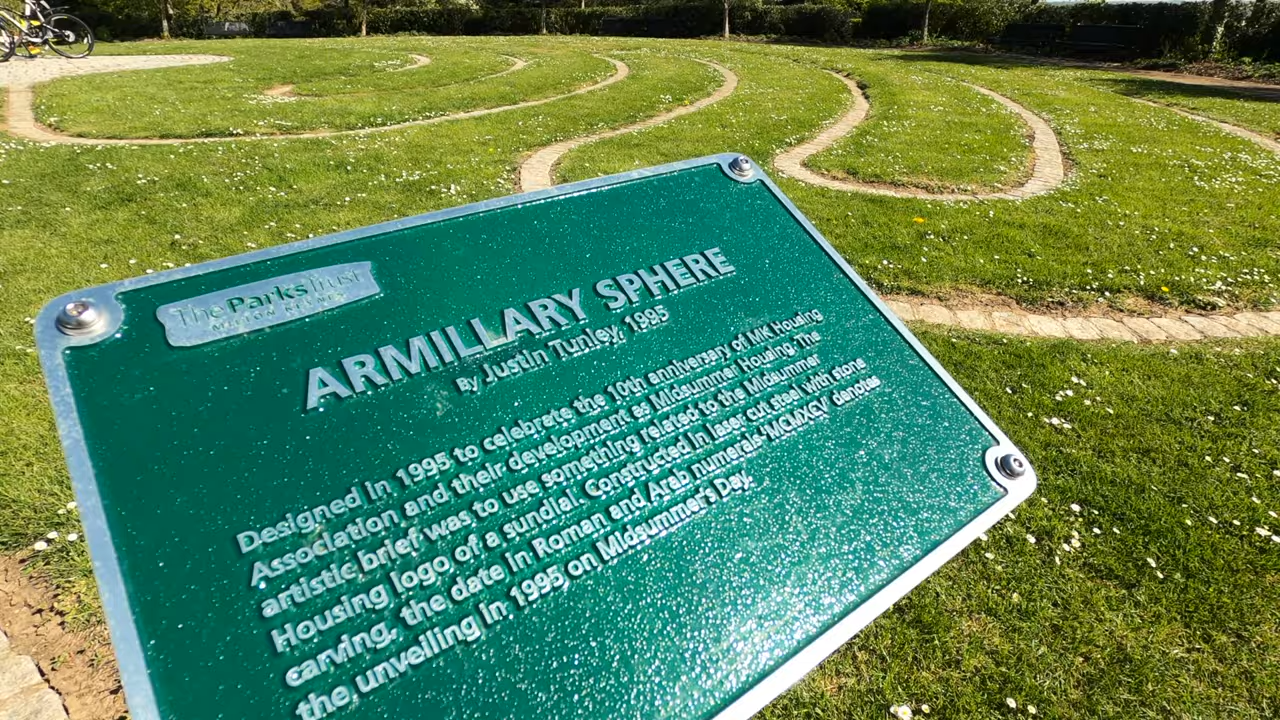 The Parks Trust
MILTON KEYNES
ARMILLARY SPHERE
By Justin Tunley, 1995
Designed in 1995 to celebrate the 10th anniversary of MK Housing
Association and their development as Midsummer Housing. The
artistic brief was to use something related to the Midsummer
Housing logo of a sundial. Constructed in laser cut steel with stone
carving, the date in Roman and Arab numerals 'MCMXCV' denotes
the unveiling in 1995 on Midsummer's Day.